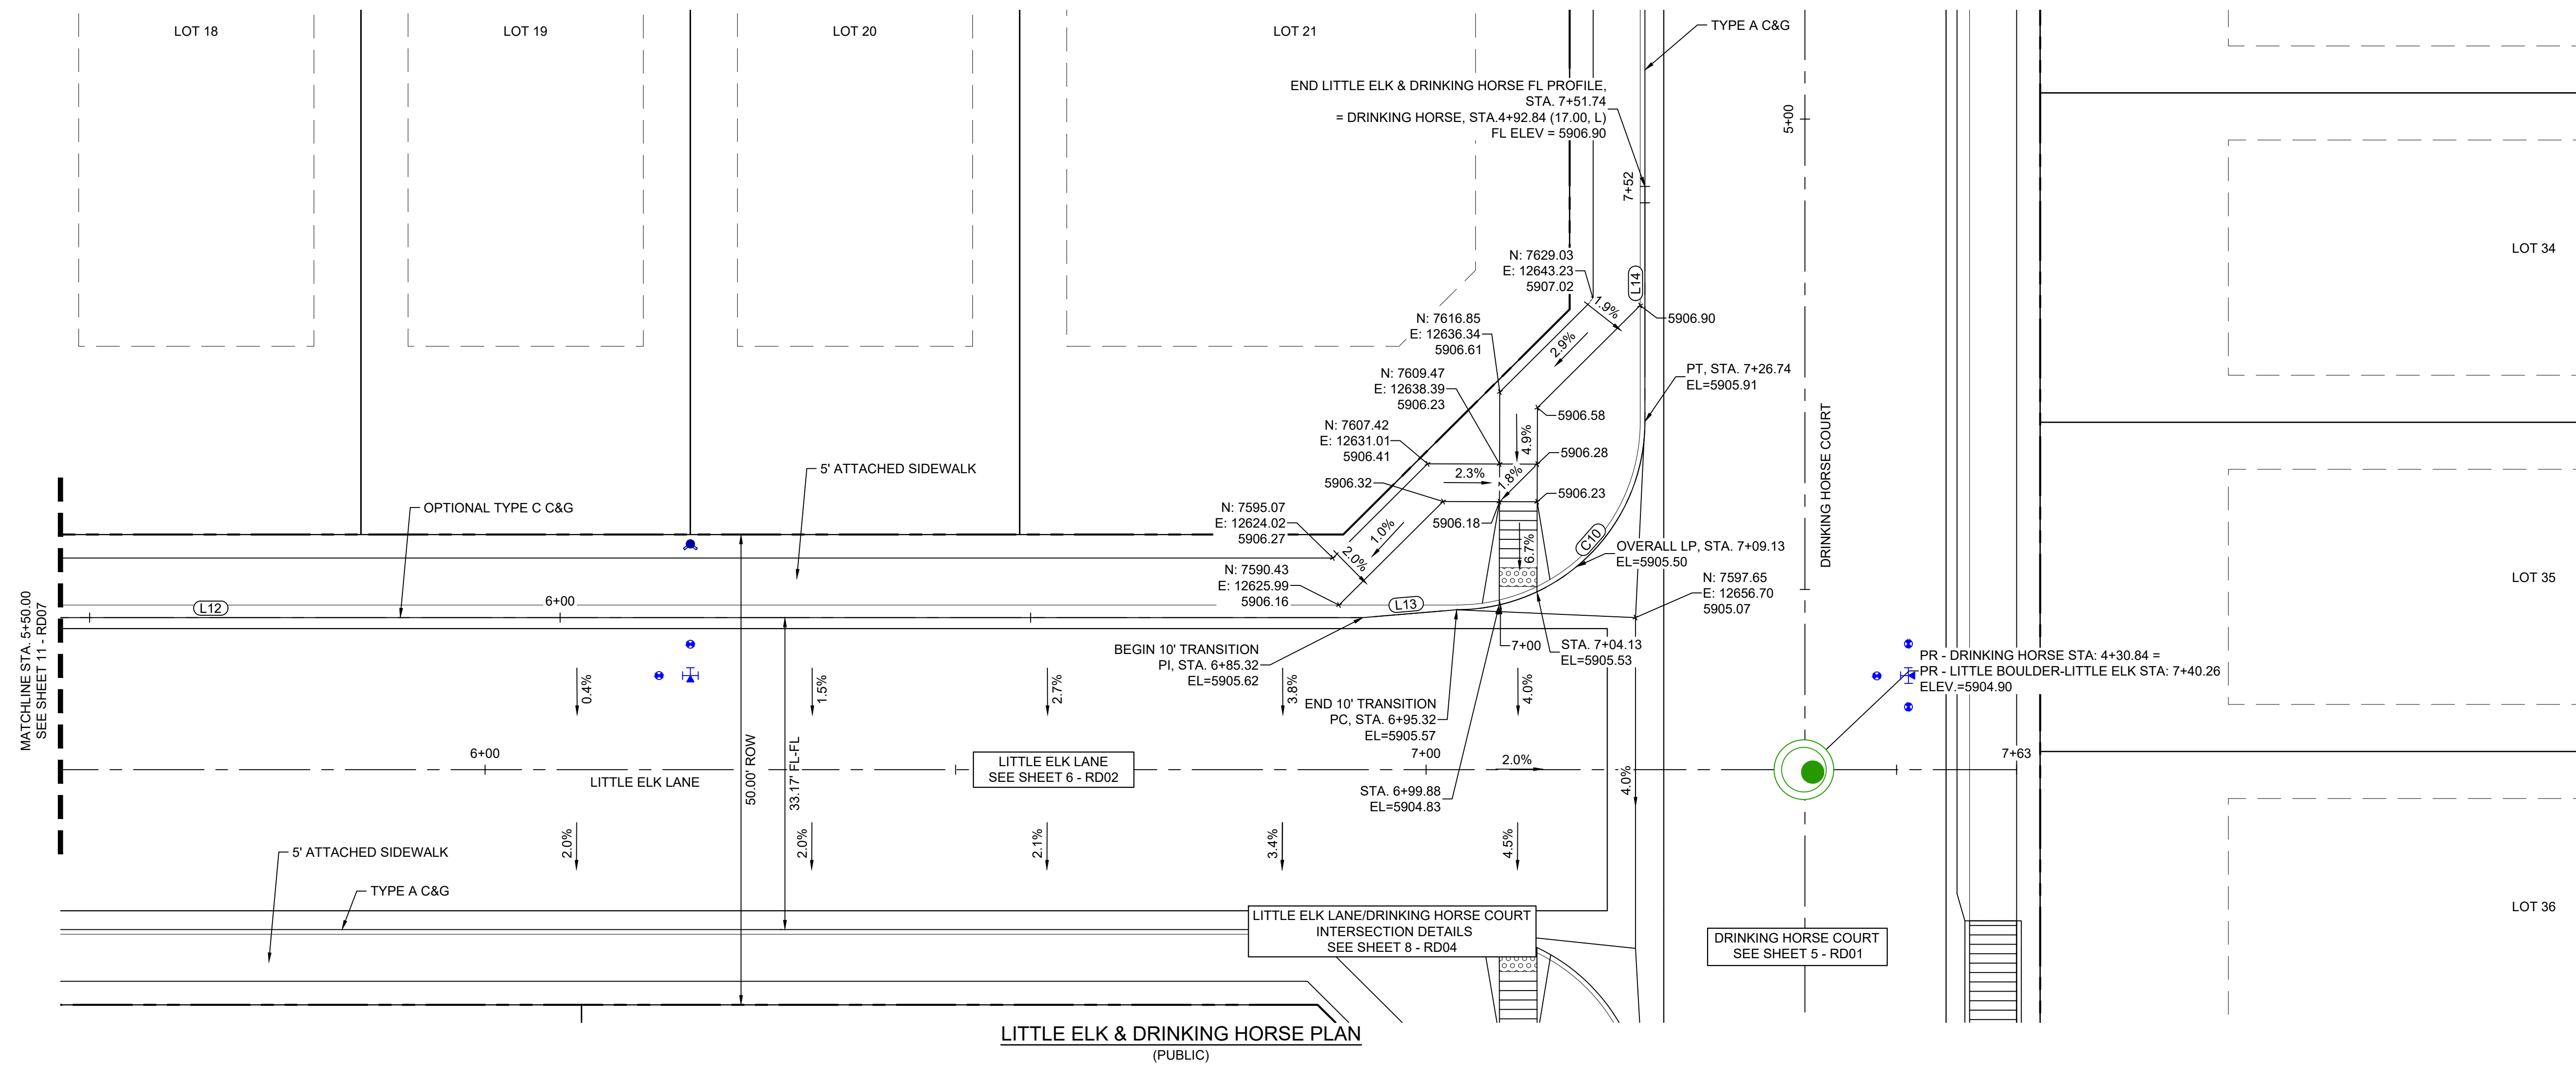 LOT 18
LOT 19
LOT 20
LOT 21
TYPE A C&G
END LITTLE ELK & DRINKING HORSE FL PROFILE,
STA. 7+51.74
= DRINKING HORSE, STA.4+92.84 (17.00, L)
FL ELEV = 5906.90
5+00
7+52
LOT 34
N: 7629.03
E: 12643.23
5907.02
L14
1.9%
5906.90
N: 7616.85
E: 12636.34
5906.61
2.9%
PT, STA. 7+26.74
EL=5905.91
N: 7609.47
E: 12638.39
5906.23
5906.58
4.9%
DRINKING HORSE COURT
N: 7607.42
E: 12631.01
5906.41
5906.28
2.3%
1.8%
5906.32
5906.23
5' ATTACHED SIDEWALK
OPTIONAL TYPE C C&G
N: 7595.07
E: 12624.02
5906.27
5906.18
1.0%
2.0%
6.7%
C10
OVERALL LP, STA. 7+09.13
EL=5905.50
N: 7590.43
E: 12625.99
5906.16
N: 7597.65
E: 12656.70
5905.07
LOT 35
L12
6+00
L13
MATCHLINE STA. 5+50.00
SEE SHEET 11 - RD07
BEGIN 10' TRANSITION
PI, STA. 6+85.32
EL=5905.62
7+00
STA. 7+04.13
EL=5905.53
PR - DRINKING HORSE STA: 4+30.84 =
PR - LITTLE BOULDER-LITTLE ELK STA: 7+40.26
ELEV.=5904.90
0.4%
1.5%
2.7%
3.8%
4.0%
END 10' TRANSITION
PC, STA. 6+95.32
EL=5905.57
6+00
LITTLE ELK LANE
50.00' ROW
33.17' FL-FL
LITTLE ELK LANE
SEE SHEET 6 - RD02
7+00
2.0%
4.0%
7+63
STA. 6+99.88
EL=5904.83
2.0%
2.0%
2.1%
3.4%
4.5%
5' ATTACHED SIDEWALK
TYPE A C&G
LITTLE ELK LANE/DRINKING HORSE COURT
INTERSECTION DETAILS
SEE SHEET 8 - RD04
DRINKING HORSE COURT
SEE SHEET 5 - RD01
LOT 36
LITTLE ELK & DRINKING HORSE PLAN
(PUBLIC)